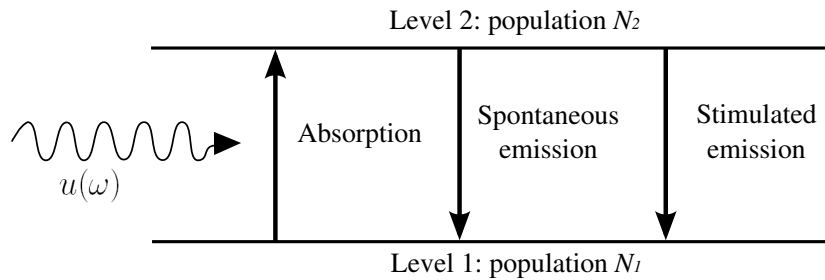 Level 2: population N₂
Absorption
Spontaneous
emission
Stimulated
emission
u(ω)
Level 1: population N₁